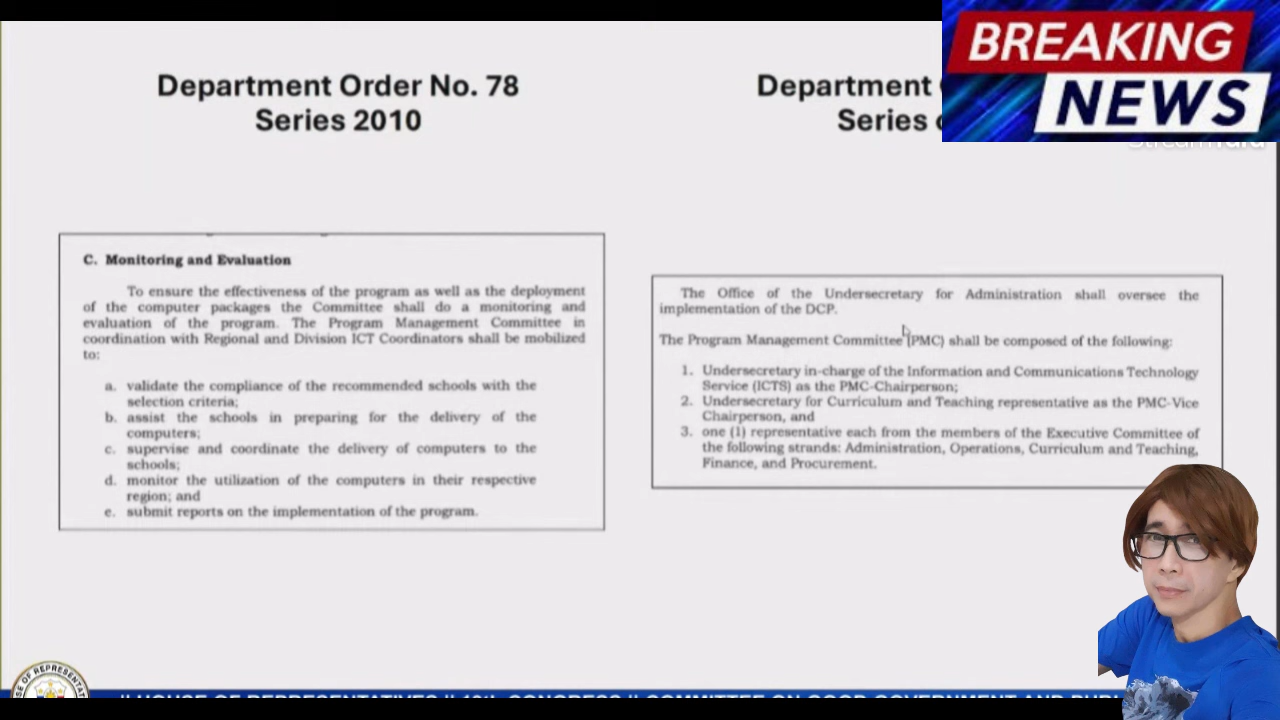 BREAKING
NEWS
Department Order No. 78
Series 2010
Department
Series
C. Monitoring and Evaluation
To ensure the effectiveness of the program as well as the deployment
of the computer packages the Committee shall do a monitoring and
evaluation of the program. The Program Management Committee in
coordination with Regional and Division ICT Coordinators shall be mobilized
to:
a. validate the compliance of the recommended schools with the
selection criteria;
b. assist the schools in preparing for the delivery of the
computers;
c. supervise and coordinate the delivery of computers to the
schools;
d. monitor the utilization of the computers in their respective
region; and
e. submit reports on the implementation of the program.
The Office of the Undersecretary for Administration shall oversee the
implementation of the DCP.
The Program Management Committee (PMC) shall be composed of the following:
1. Undersecretary in-charge of the Information and Communications Technology
Service (ICTS) as the PMC-Chairperson;
2. Undersecretary for Curriculum and Teaching representative as the PMC-Vice
Chairperson, and
3. one (1) representative each from the members of the Executive Committee of
the following strands: Administration, Operations, Curriculum and Teaching,
Finance, and Procurement.